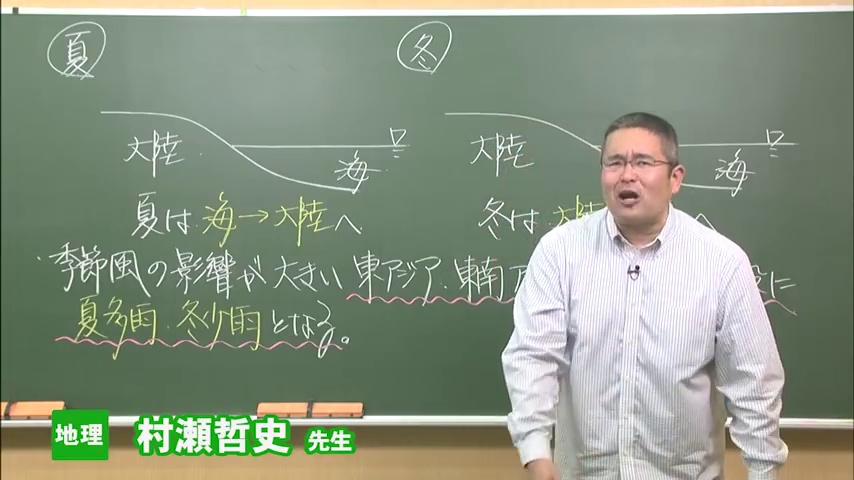 夏
冬
大陸
海
大陸
海
夏は 海→大陸へ
冬は 大陸 へ
季節風の影響が大きい 東アジア・東南ア に
夏多雨・冬少雨となる。
地理 村瀬哲史 先生